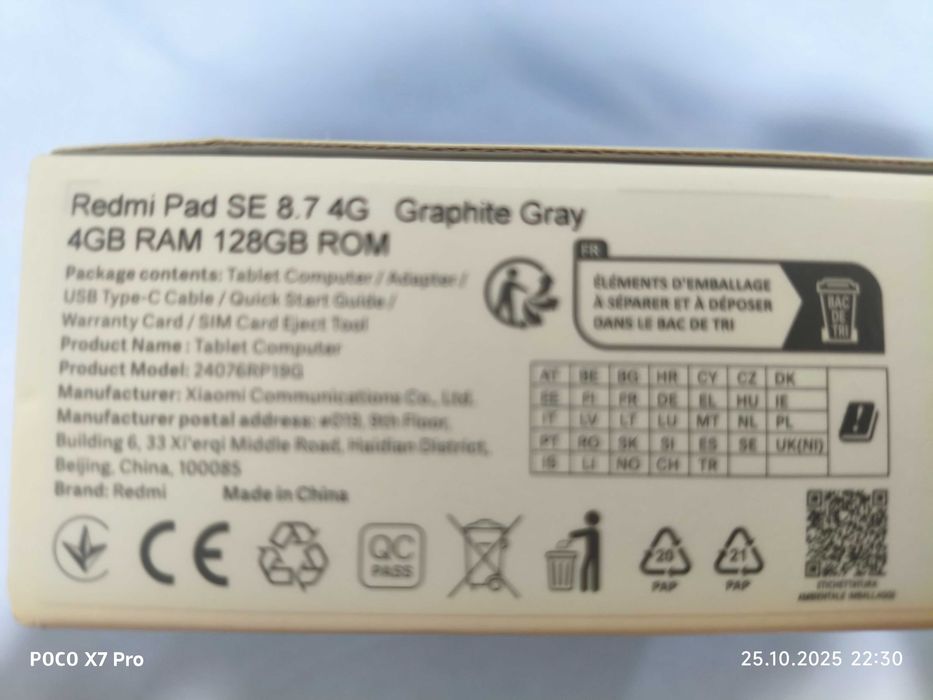 Redmi Pad SE 8.7 4G Graphite Gray
4GB RAM 128GB ROM
Package contents: Tablet Computer / Adapter /
USB Type-C Cable / Quick Start Guide /
Warranty Card / SIM Card Eject Tool
Product Name: Tablet Computer
Product Model: 24076RP19G
Manufacturer: Xiaomi Communications Co., Ltd.
Manufacturer postal address: #019, 9th Floor,
Building 6, 33 Xi'erqi Middle Road, Haidian District,
Beijing, China, 100085
Brand: Redmi Made in China
FR
ÉLÉMENTS D'EMBALLAGE
À SÉPARER ET À DÉPOSER
DANS LE BAC DE TRI
BAC
DE
TRI
AT BE BG HR CY CZ DK
EE FI FR DE EL HU IE
IT LV LT LU MT NL PL
PT RO SK SI ES SE UK(NI)
IS LI NO CH TR
CE
QC
PASS
20
PAP
21
PAP
ETICHETTATURA
AMBIENTALE IMBALLAGGI
POCO X7 Pro
25.10.2025 22:30